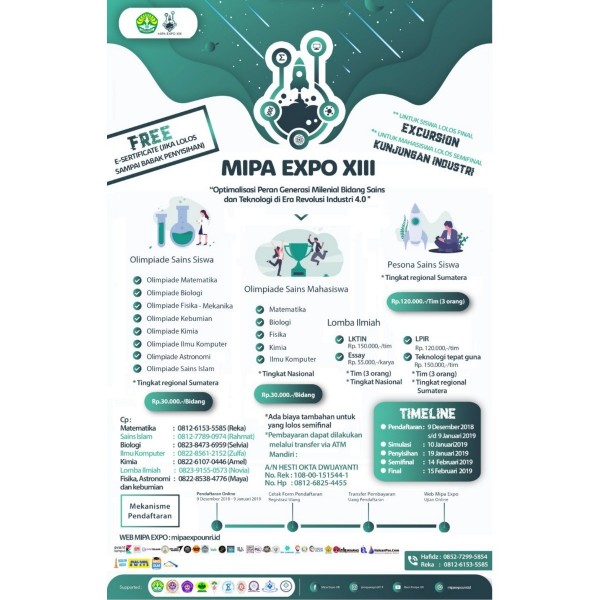 FREE
E-SERTIFICATE (JIKA LOLOS
SAMPAI BABAK PENYISIHAN)
** UNTUK SISWA LOLOS FINAL
EXCURSION
** UNTUK MAHASISWA LOLOS SEMIFINAL
KUNJUNGAN INDUSTRI
MIPA EXPO XIII
"Optimalisasi Peran Generasi Milenial Bidang Sains
dan Teknologi di Era Revolusi Industri 4.0"
Olimpiade Sains Siswa
Olimpiade Matematika
Olimpiade Biologi
Olimpiade Fisika - Mekanika
Olimpiade Kebumian
Olimpiade Kimia
Olimpiade Ilmu Komputer
Olimpiade Astronomi
Olimpiade Sains Islam
* Tingkat regional Sumatera
Rp.30.000.-/Bidang
Olimpiade Sains Mahasiswa
Matematika
Biologi
Fisika
Kimia
Ilmu Komputer
* Tingkat Nasional
Rp.30.000.-/Bidang
Pesona Sains Siswa
* Tingkat regional Sumatera
Rp.120.000.-/Tim (3 orang)
Lomba Ilmiah
LKTIN
Rp. 150.000,-/tim
Essay
Rp. 55.000,-/karya
* Tim (3 orang)
* Tingkat Nasional
LPIR
Rp. 120.000,-/tim
Teknologi tepat guna
Rp. 150.000,-/tim
* Tim (3 orang)
* Tingkat regional
Sumatera
Cp :
Matematika : 0812-6153-5585 (Reka)
Sains Islam : 0812-7789-0974 (Rahmat)
Biologi : 0823-8473-6959 (Selvia)
Ilmu Komputer : 0822-8561-2152 (Zulfa)
Kimia : 0822-6107-0446 (Amel)
Lomba Ilmiah : 0823-9155-0573 (Novia)
Fisika, Astronomi : 0822-8538-4776 (Maya)
dan kebumian
*Ada biaya tambahan untuk
yang lolos semifinal
*Pembayaran dapat dilakukan
melalui transfer via ATM
Mandiri :
A/N HESTI OKTA DWIJAYANTI
No. Rek : 108-00-151544-1
No. Hp : 0812-6825-4455
TIMELINE
Pendaftaran : 9 Desember 2018
s/d 9 Januari 2019
Simulasi : 10 Januari 2019
Penyisihan : 19 Januari 2019
Semifinal : 14 Februari 2019
Final : 15 Februari 2019
Mekanisme
Pendaftaran
Pendaftaran Online
9 Desember 2018 - 9 Januari 2019
Cetak Form Pendaftaran
Registrasi Ulang
Transfer Pembayaran
Uang Pendaftaran
Web Mipa Expo
Ujian Online
WEB MIPA EXPO : mipaexpounri.id
Hafidz : 0852-7299-5854
Reka : 0812-6153-5585
Supported :
mipaexpounri.id